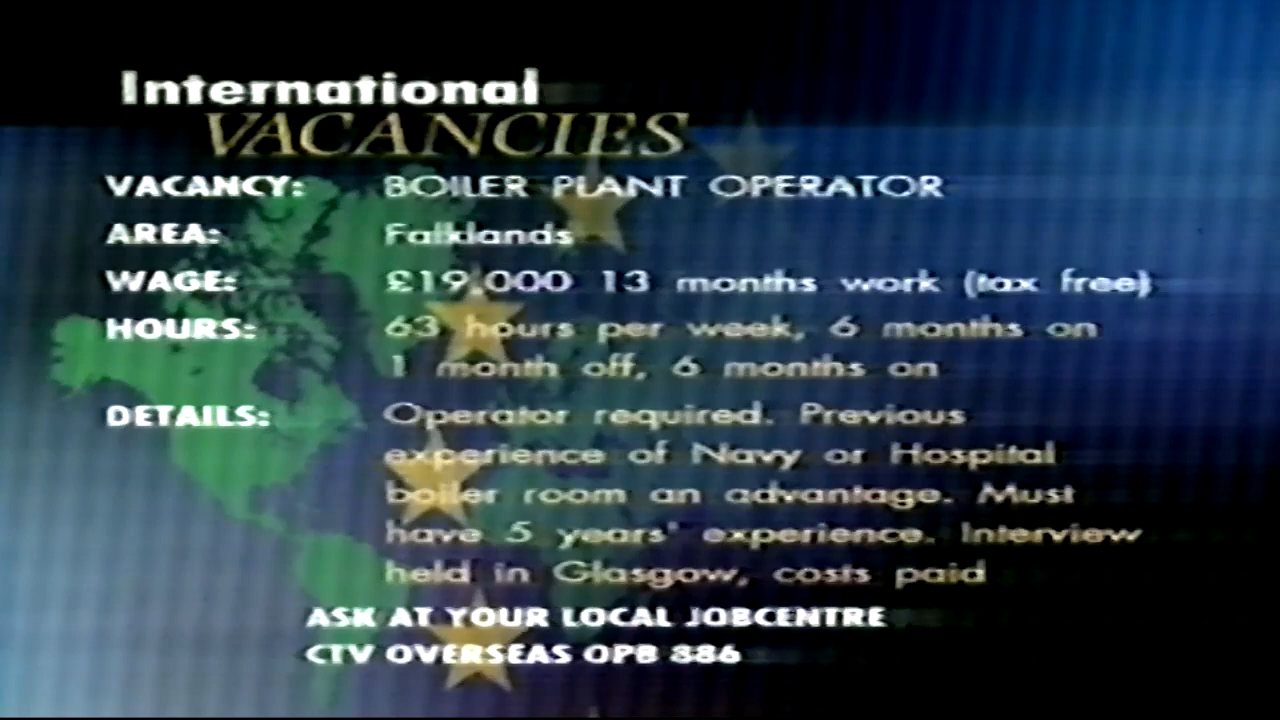 International
VACANCIES
VACANCY: BOILER PLANT OPERATOR
AREA: Falklands
WAGE: £19,000 13 months work (tax free)
HOURS: 63 hours per week, 6 months on
1 month off, 6 months on
DETAILS: Operator required. Previous
experience of Navy or Hospital
boiler room an advantage. Must
have 5 years' experience. Interview
held in Glasgow, costs paid
ASK AT YOUR LOCAL JOBCENTRE
CTV OVERSEAS OPB 886